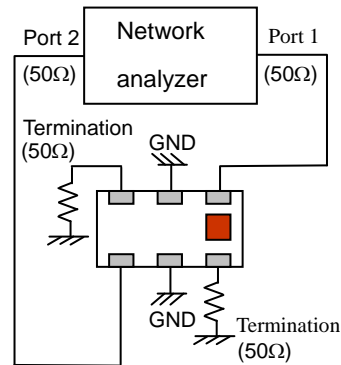 Port 2
Network
analyzer
Port 1
(50Ω)
(50Ω)
Termination
(50Ω)
GND
GND
Termination
(50Ω)